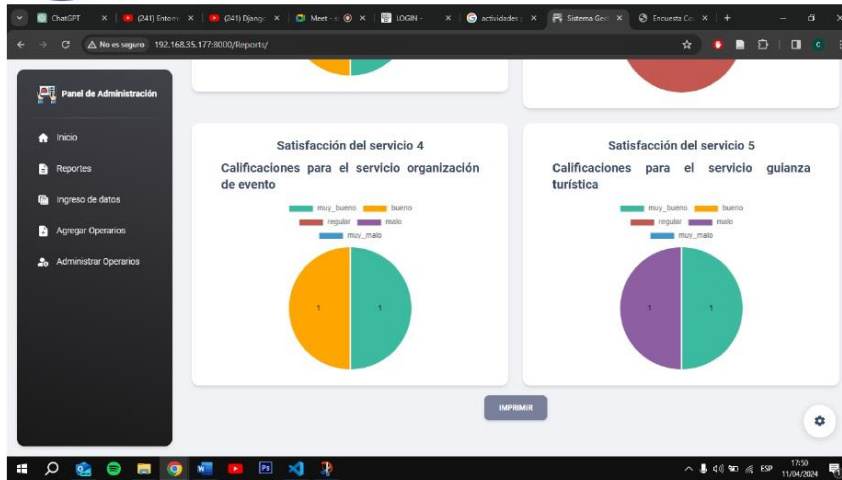 ChatGPT
(241) Entorn
(241) Djang
Meet - s
LOGIN -
actividades
Sistema Ges
Encuesta Co
No es seguro
192.168.35.177:8000/Reports/
Panel de Administración
Inicio
Reportes
Ingreso de datos
Agregar Operarios
Administrar Operarios
Satisfacción del servicio 4
Calificaciones para el servicio organización
de evento
muy_bueno bueno
regular malo
muy_malo
1 1
Satisfacción del servicio 5
Calificaciones para el servicio guianza
turística
muy_bueno bueno
regular malo
muy_malo
1 1
IMPRIMIR
Ps
ESP
17:50
11/04/2024